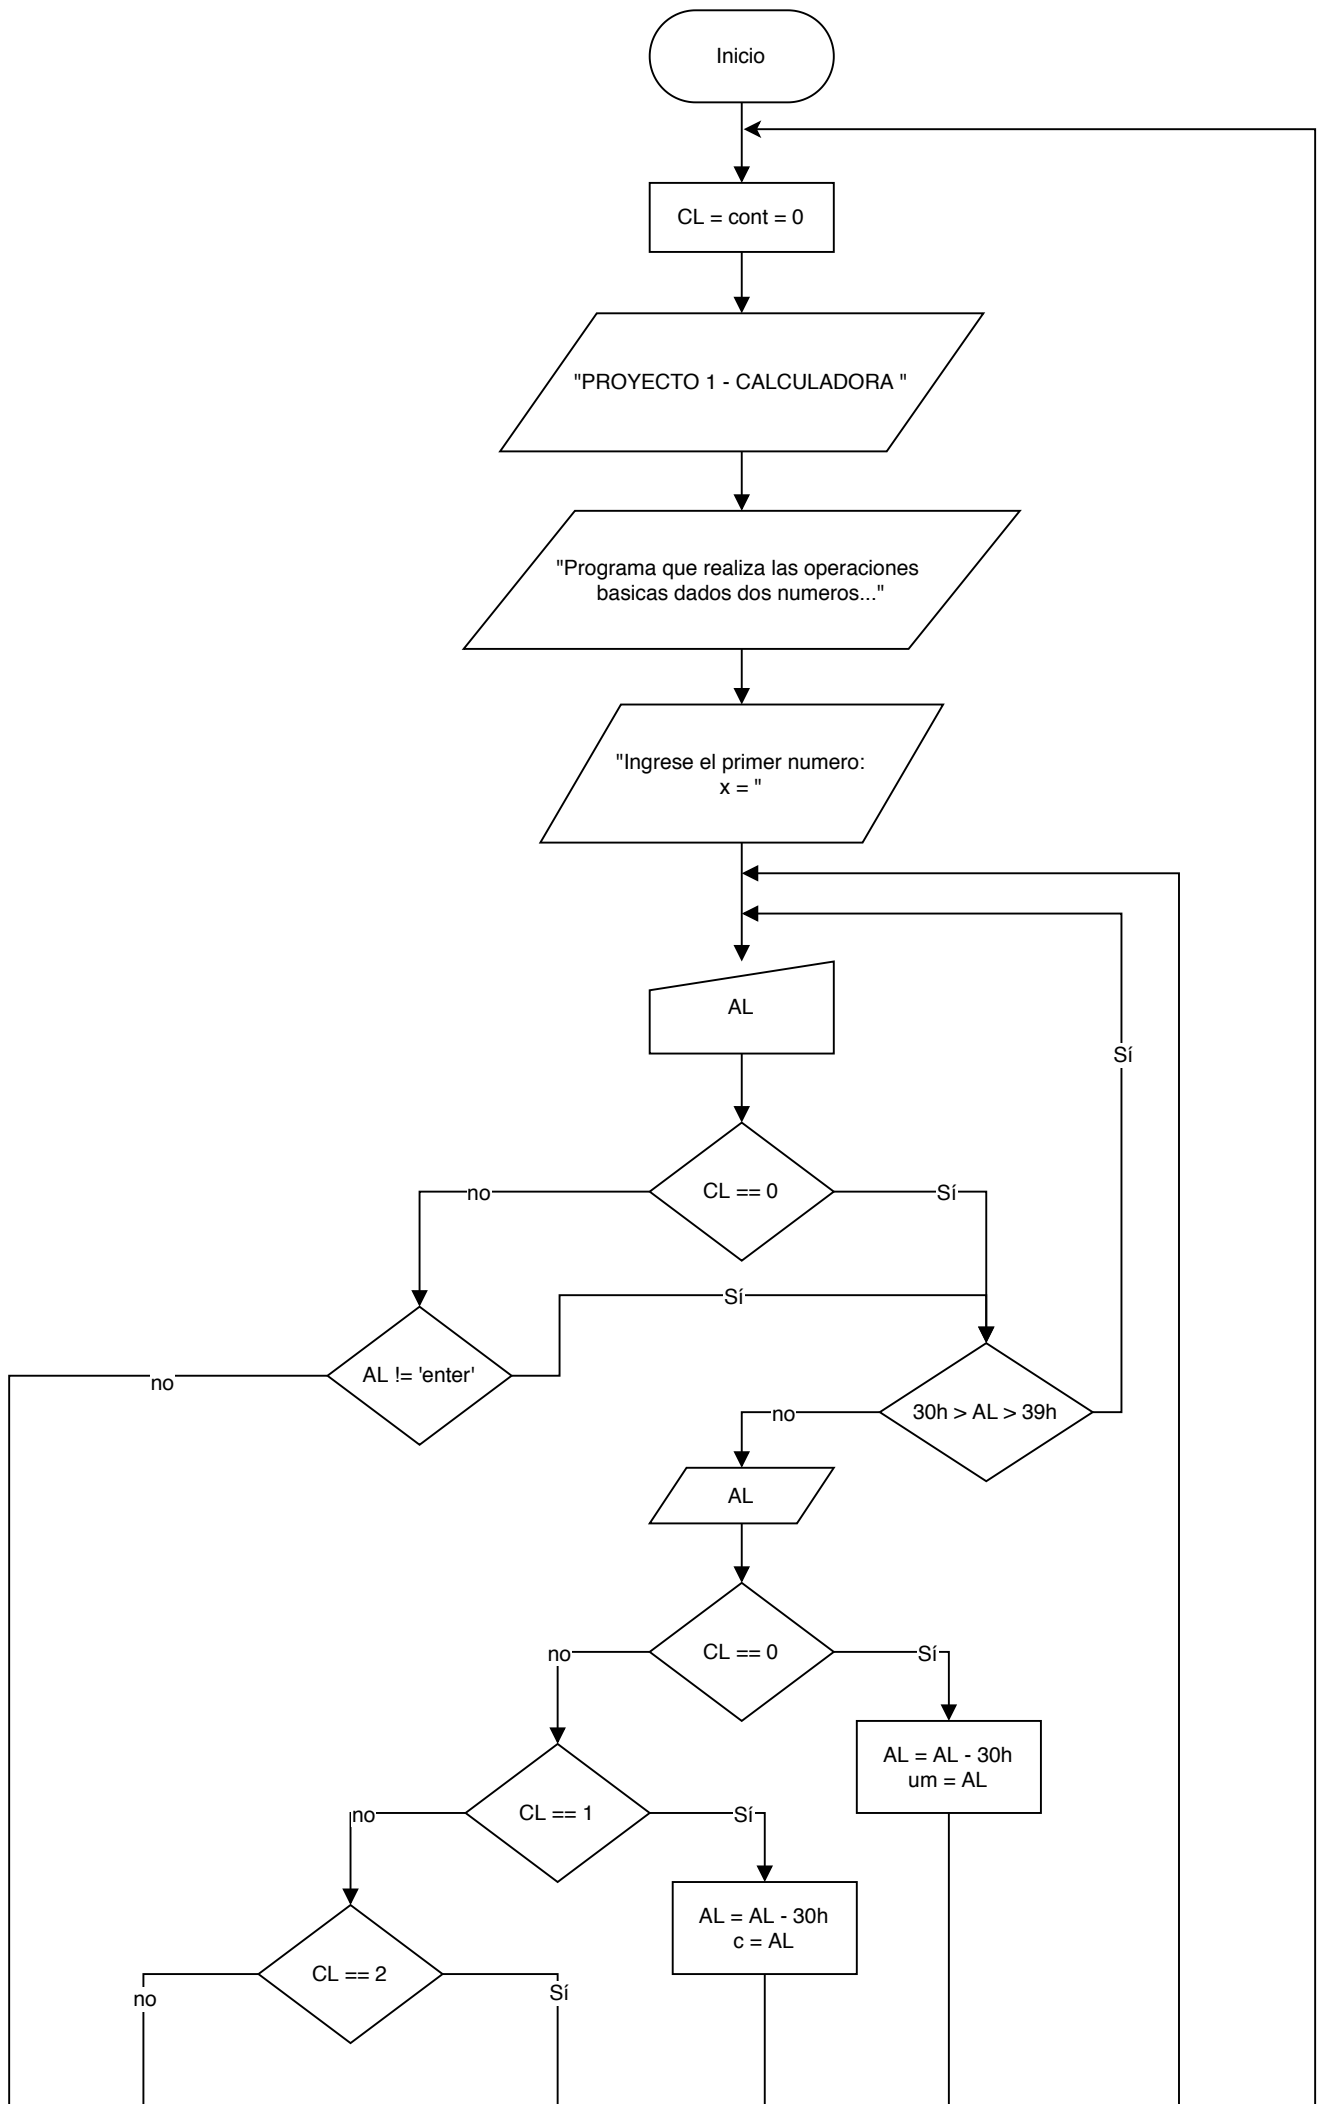 Inicio
CL = cont = 0
"PROYECTO 1 - CALCULADORA "
"Programa que realiza las operaciones
basicas dados dos numeros..."
"Ingrese el primer numero:
x = "
AL
Sí
no
CL == 0
Sí
Sí
no
AL != 'enter'
no
30h > AL > 39h
AL
no
CL == 0
Sí
AL = AL - 30h
um = AL
no
CL == 1
Sí
AL = AL - 30h
c = AL
no
CL == 2
Sí